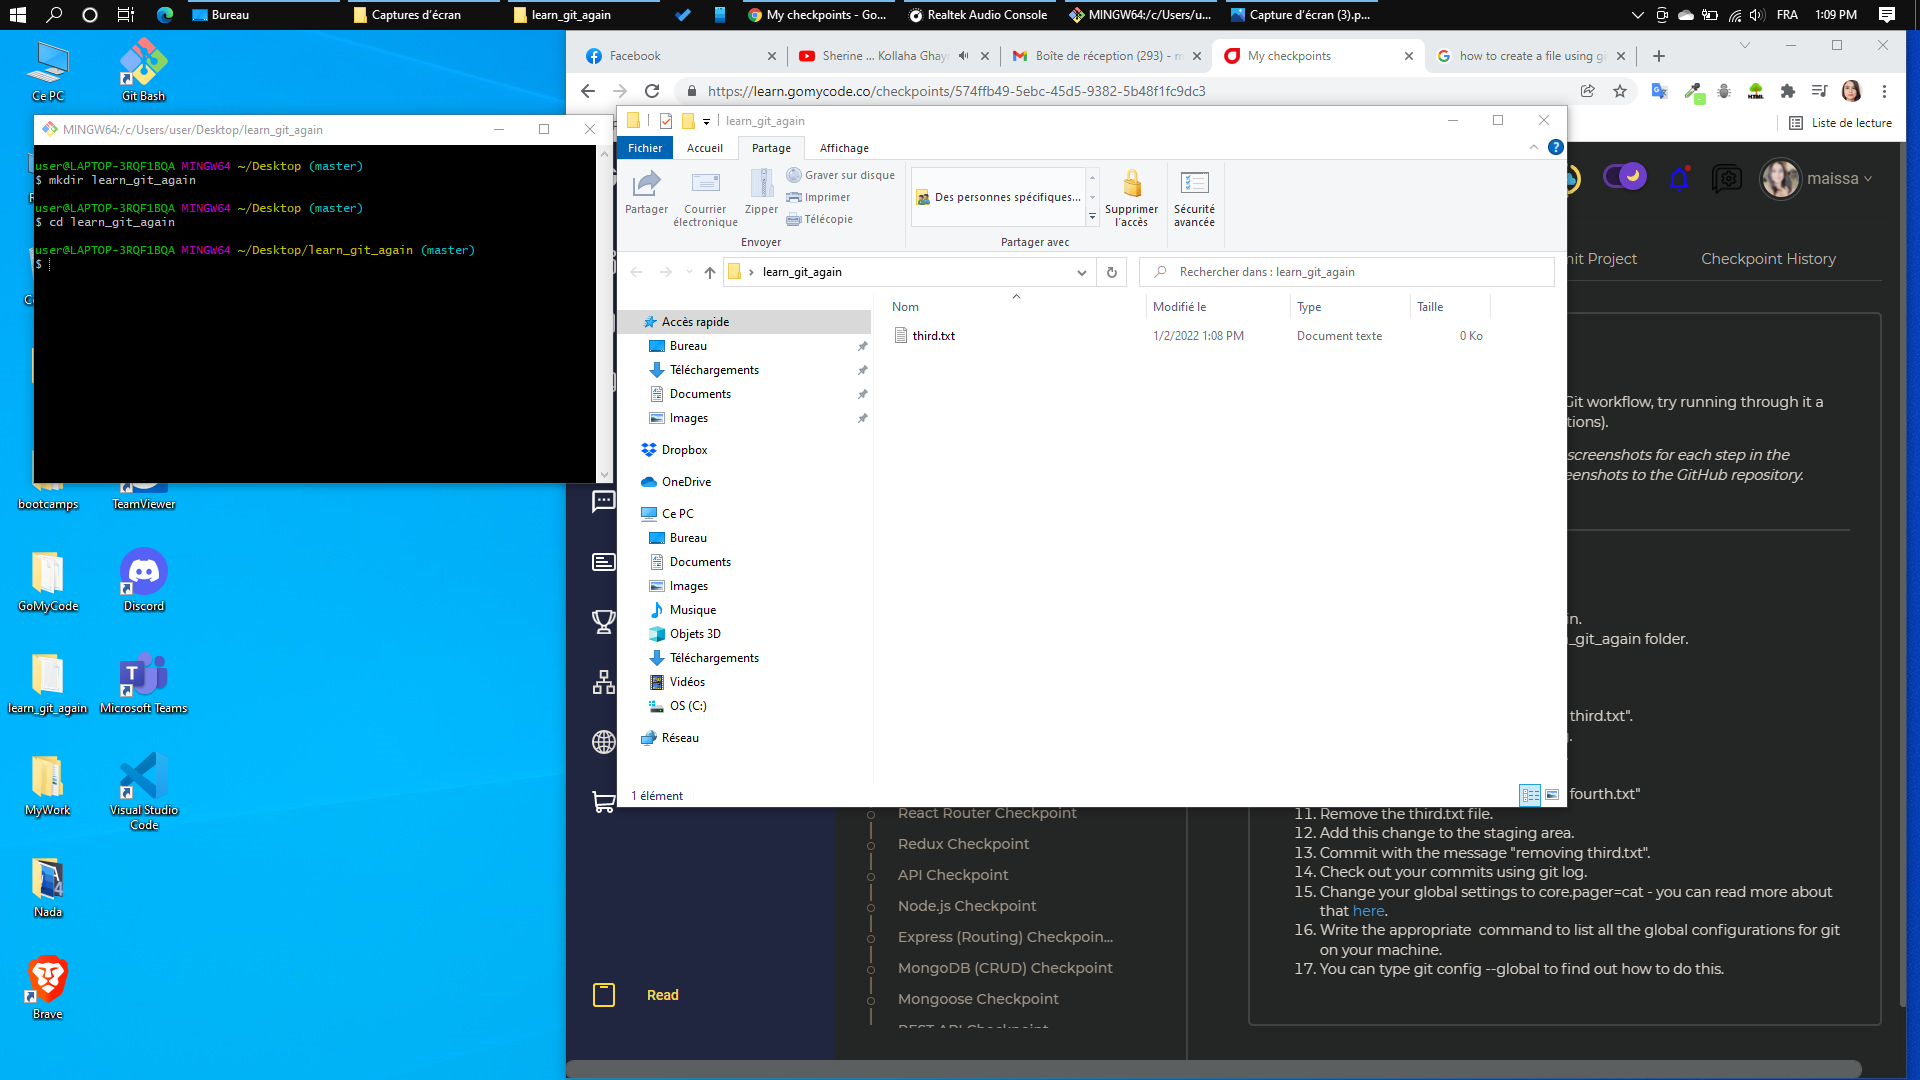 Bureau
Captures d’écran
learn_git_again
My checkpoints - Go...
Realtek Audio Console
MINGW64:/c/Users/u...
Capture d’écran (3).p...
FRA
1:09 PM
Ce PC
Git Bash
bootcamps
TeamViewer
GoMyCode
Discord
learn_git_again
Microsoft Teams
MyWork
Visual Studio
Code
Nada
Brave
MINGW64:/c/Users/user/Desktop/learn_git_again
user@LAPTOP-3RQF1BQA MINGW64 ~/Desktop (master)
$ mkdir learn_git_again
user@LAPTOP-3RQF1BQA MINGW64 ~/Desktop (master)
$ cd learn_git_again
user@LAPTOP-3RQF1BQA MINGW64 ~/Desktop/learn_git_again (master)
$
Facebook
Sherine ... Kollaha Ghay
Boîte de réception (293) - m
My checkpoints
how to create a file using g
https://learn.gomycode.co/checkpoints/574ffb49-5ebc-45d5-9382-5b48f1fc9dc3
Liste de lecture
learn_git_again
Fichier
Accueil
Partage
Affichage
Partager
Courrier
électronique
Zipper
Graver sur disque
Imprimer
Télécopie
Envoyer
Des personnes spécifiques...
Partager avec
Supprimer
l'accès
Sécurité
avancée
learn_git_again
Rechercher dans : learn_git_again
Nom
Modifié le
Type
Taille
third.txt
1/2/2022 1:08 PM
Document texte
0 Ko
Accès rapide
Bureau
Téléchargements
Documents
Images
Dropbox
OneDrive
Ce PC
Bureau
Documents
Images
Musique
Objets 3D
Téléchargements
Vidéos
OS (C:)
Réseau
1 élément
maissa
nit Project
Checkpoint History
Git workflow, try running through it a
tions).
screenshots for each step in the
enshots to the GitHub repository.
in.
_git_again folder.
third.txt".
fourth.txt"
11. Remove the third.txt file.
12. Add this change to the staging area.
13. Commit with the message "removing third.txt".
14. Check out your commits using git log.
15. Change your global settings to core.pager=cat - you can read more about
that here.
16. Write the appropriate command to list all the global configurations for git
on your machine.
17. You can type git config --global to find out how to do this.
React Router Checkpoint
Redux Checkpoint
API Checkpoint
Node.js Checkpoint
Express (Routing) Checkpoin...
MongoDB (CRUD) Checkpoint
Mongoose Checkpoint
REST API Checkpoint
Read